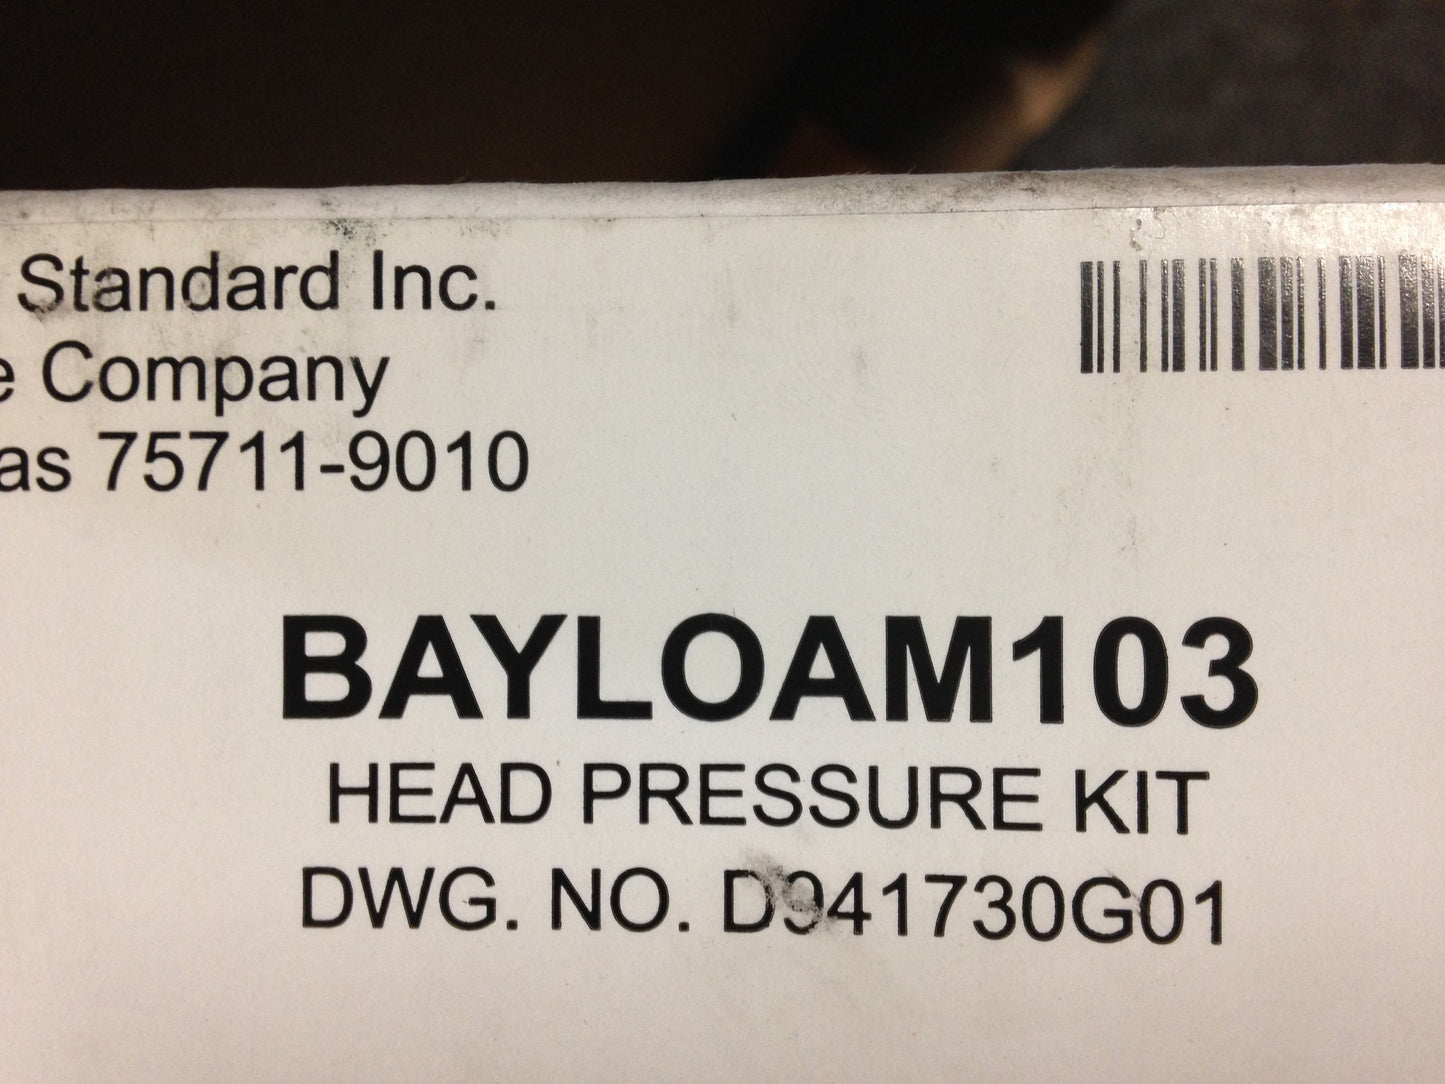 Standard Inc.
e Company
as 75711-9010
BAYLOAM103
HEAD PRESSURE KIT
DWG. NO. D941730G01